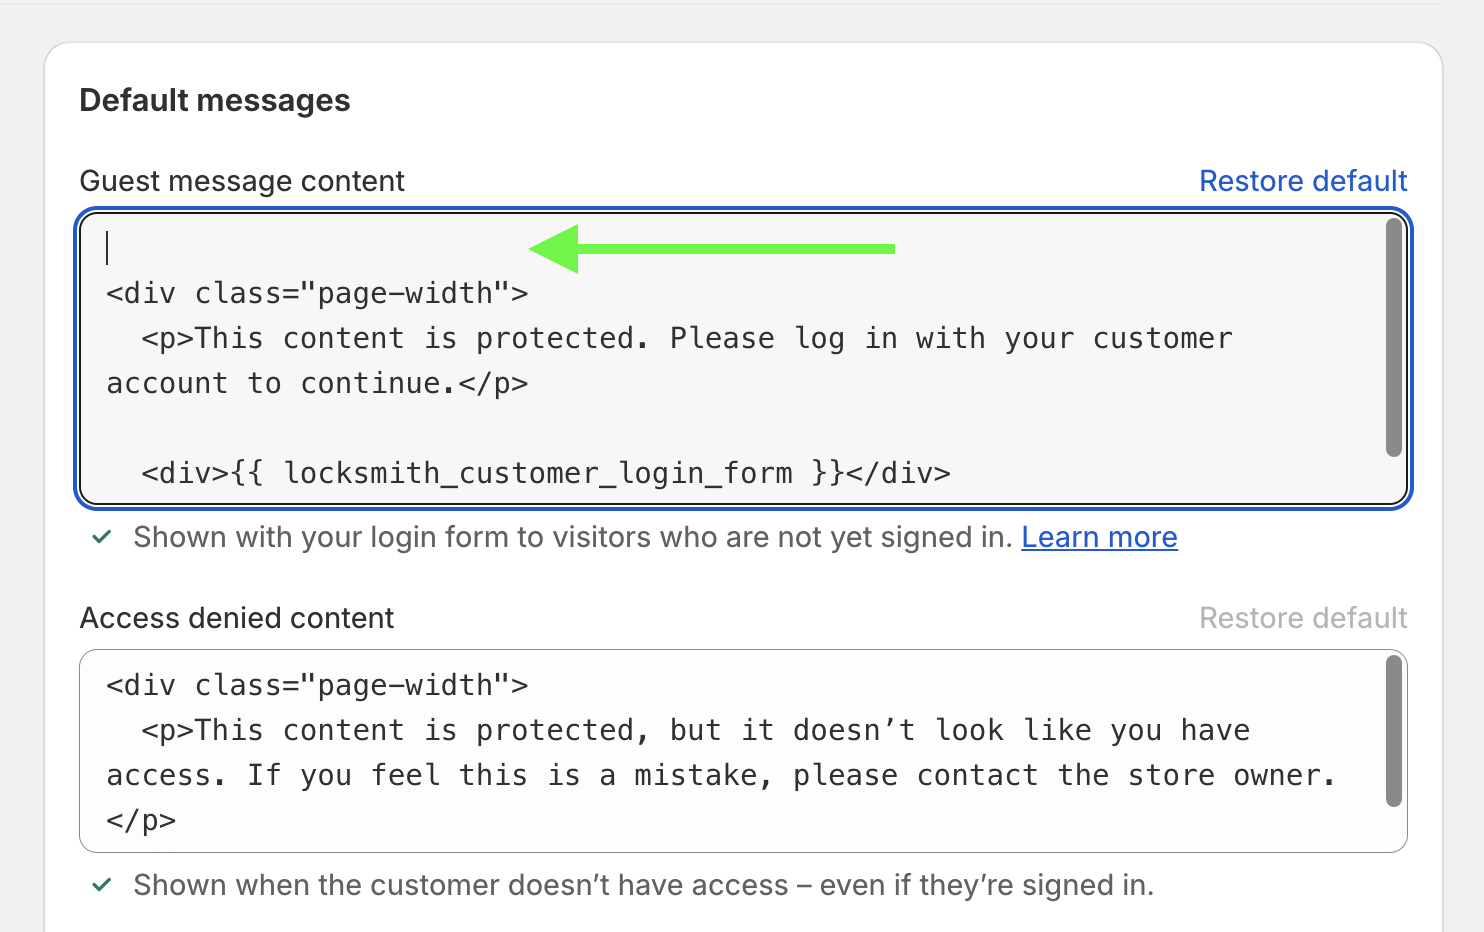 Default messages
Guest message content
Restore default
<div class="page-width">
  <p>This content is protected. Please log in with your customer
account to continue.</p>
  <div>{{ locksmith_customer_login_form }}</div>
Shown with your login form to visitors who are not yet signed in. Learn more
Access denied content
Restore default
<div class="page-width">
  <p>This content is protected, but it doesn’t look like you have
access. If you feel this is a mistake, please contact the store owner.
</p>
Shown when the customer doesn’t have access – even if they’re signed in.